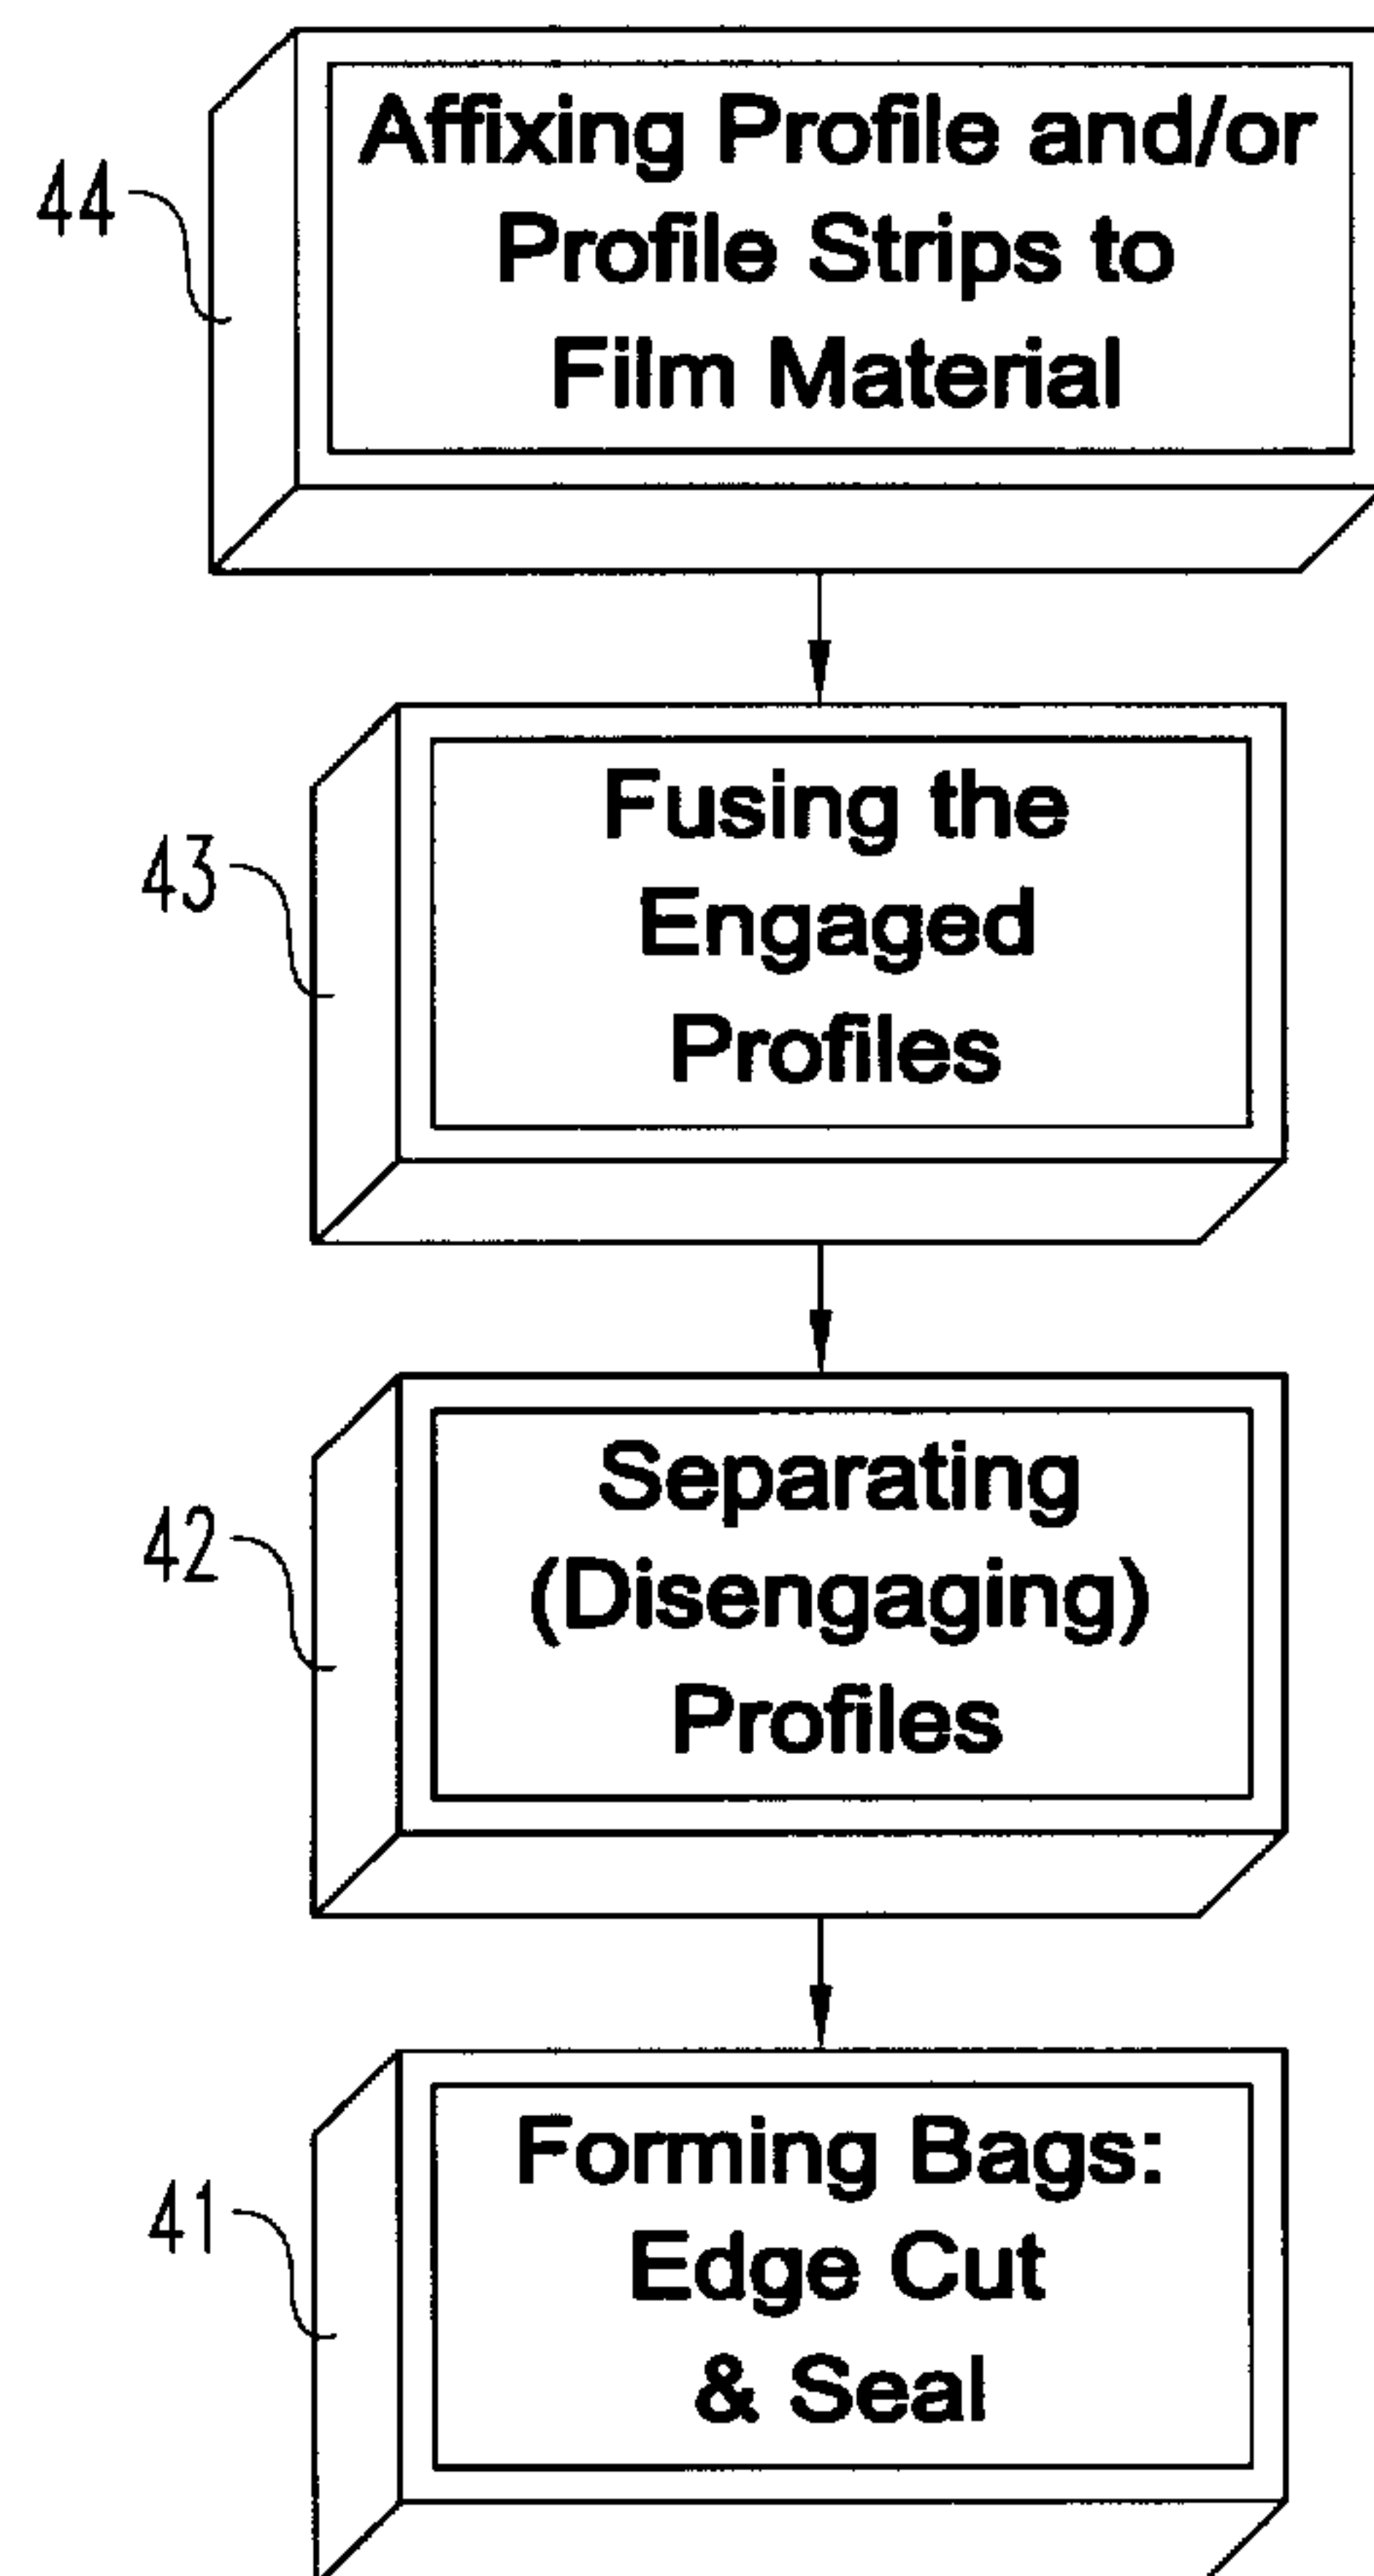 44
Affixing Profile and/or
Profile Strips to
Film Material
43
Fusing the
Engaged
Profiles
42
Separating
(Disengaging)
Profiles
41
Forming Bags:
Edge Cut
& Seal